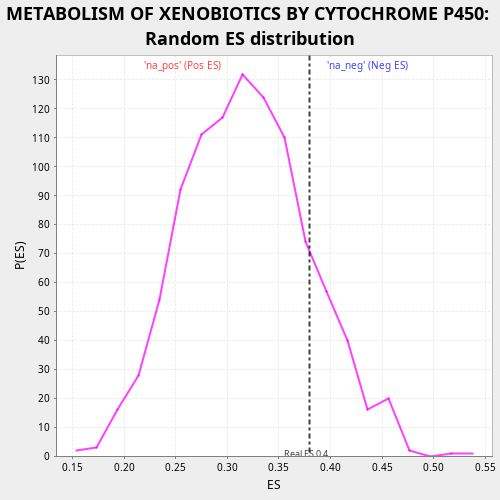 METABOLISM OF XENOBIOTICS BY CYTOCHROME P450:
Random ES distribution
'na_pos' (Pos ES)
'na_neg' (Neg ES)
130
120
110
100
90
80
70
60
50
40
30
20
10
0
P(ES)
Real ES 0.4
0.15 0.20 0.25 0.30 0.35 0.40 0.45 0.50 0.55
ES